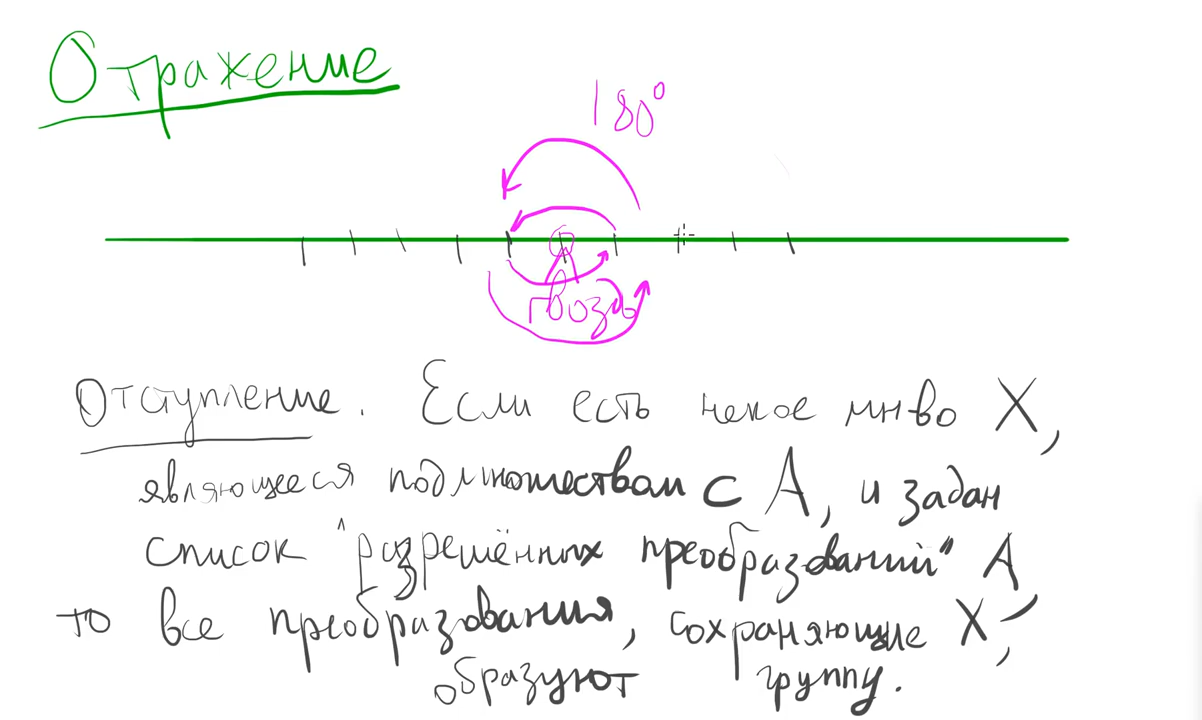 Отражение
180°
гвоздь
Отступление. Если есть некое мн-во X,
являющееся подмножеством ⊂ A, и задан
список "разрешённых преобразований" A,
то все преобразования, сохраняющие X,
образуют группу.